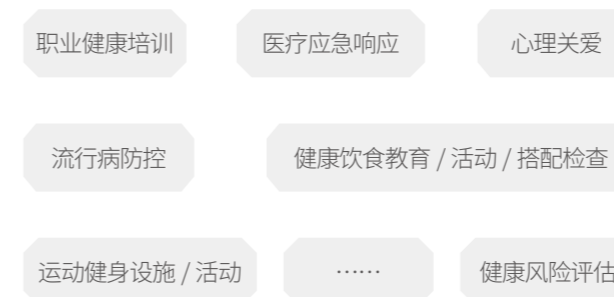 职业健康培训 医疗应急响应 心理关爱
流行病防控 健康饮食教育 / 活动 / 搭配检查
运动健身设施 / 活动 …… 健康风险评估